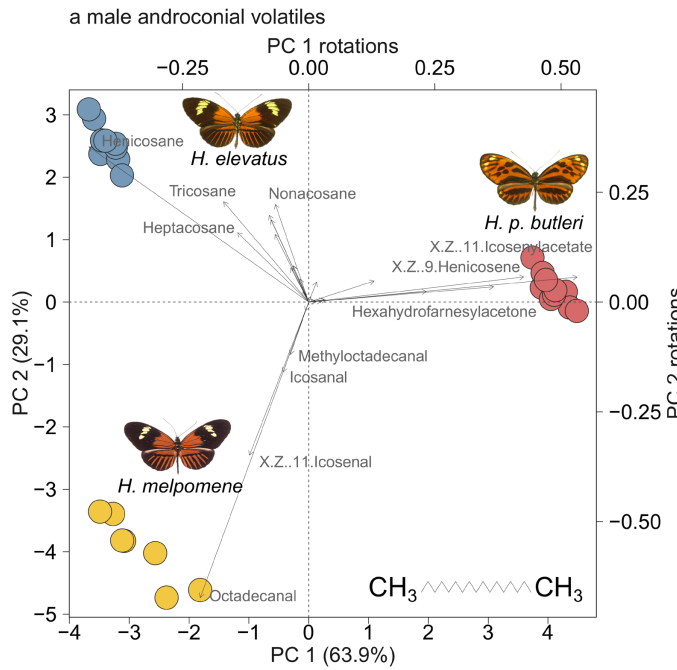 a male androconial volatiles
PC 1 rotations
−0.25 0.00 0.25 0.50
3
2
1
0
−1
−2
−3
−4
−5
PC 2 (29.1%)
Henicosane
H. elevatus
Tricosane
Nonacosane
Heptacosane
H. p. butleri
X.Z..11.Icosenylacetate
X.Z..9.Henicosene
Hexahydrofarnesylacetone
Methyloctadecanal
Icosanal
X.Z..11.Icosenal
H. melpomene
Octadecanal
CH3 CH3
0.25
0.00
−0.25
−0.50
PC 2 rotations
−4 −3 −2 −1 0 1 2 3 4
PC 1 (63.9%)